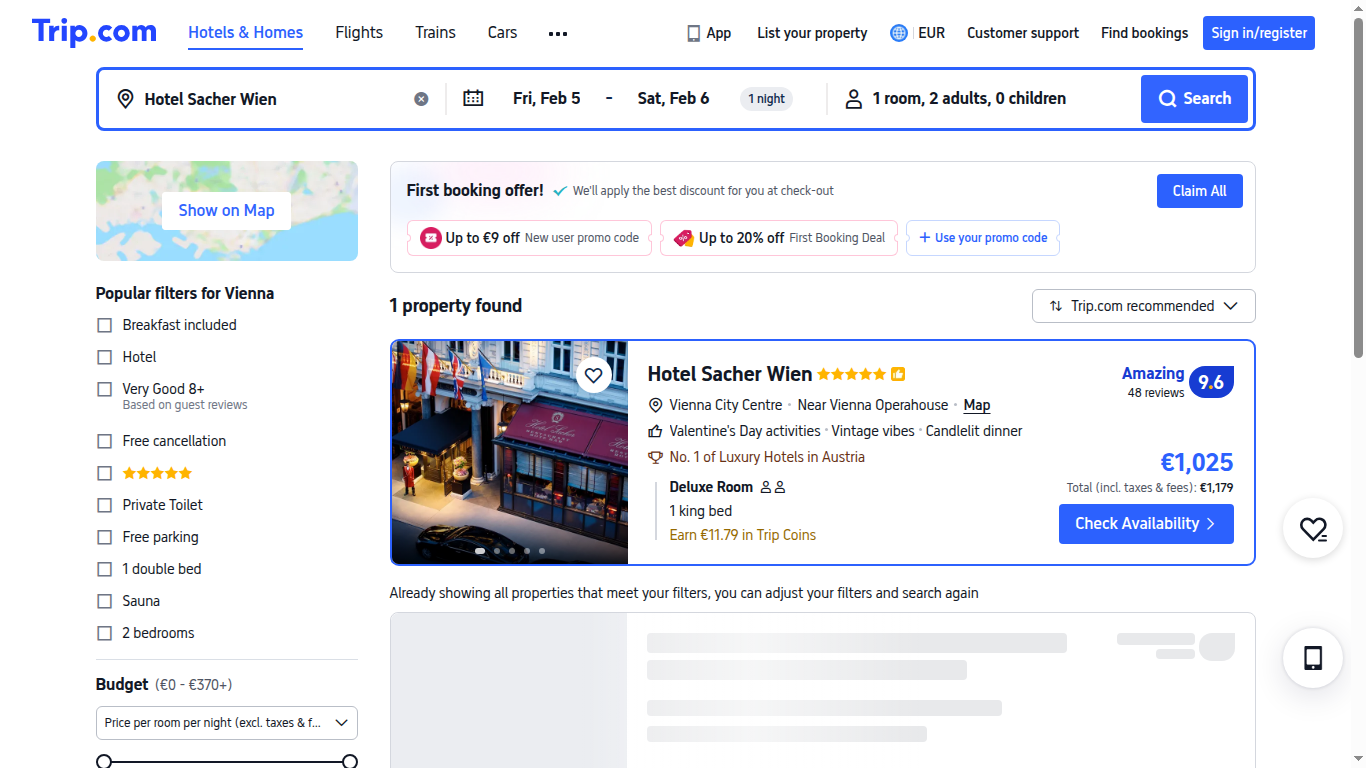 Trip.com
Hotels & Homes
Flights
Trains
Cars
App
List your property
EUR
Customer support
Find bookings
Sign in/register
Hotel Sacher Wien
Fri, Feb 5
-
Sat, Feb 6
1 night
1 room, 2 adults, 0 children
Search
Show on Map
First booking offer!
We'll apply the best discount for you at check-out
Claim All
Up to €9 off New user promo code
Up to 20% off First Booking Deal
+ Use your promo code
Popular filters for Vienna
Breakfast included
Hotel
Very Good 8+
Based on guest reviews
Free cancellation
Private Toilet
Free parking
1 double bed
Sauna
2 bedrooms
Budget (€0 - €370+)
Price per room per night (excl. taxes & f...
1 property found
Trip.com recommended
Hotel Sacher Wien
Amazing
48 reviews
9.6
Vienna City Centre · Near Vienna Operahouse · Map
Valentine's Day activities · Vintage vibes · Candlelit dinner
No. 1 of Luxury Hotels in Austria
Deluxe Room
1 king bed
Earn €11.79 in Trip Coins
€1,025
Total (incl. taxes & fees): €1,179
Check Availability
Already showing all properties that meet your filters, you can adjust your filters and search again